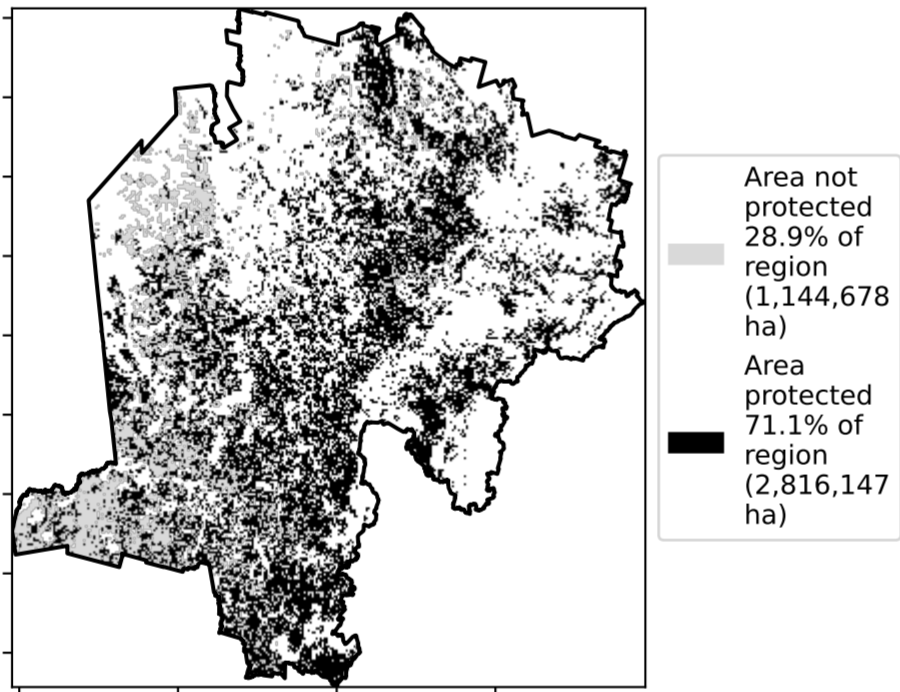 Area not
protected
28.9% of
region
(1,144,678
ha)
Area
protected
71.1% of
region
(2,816,147
ha)